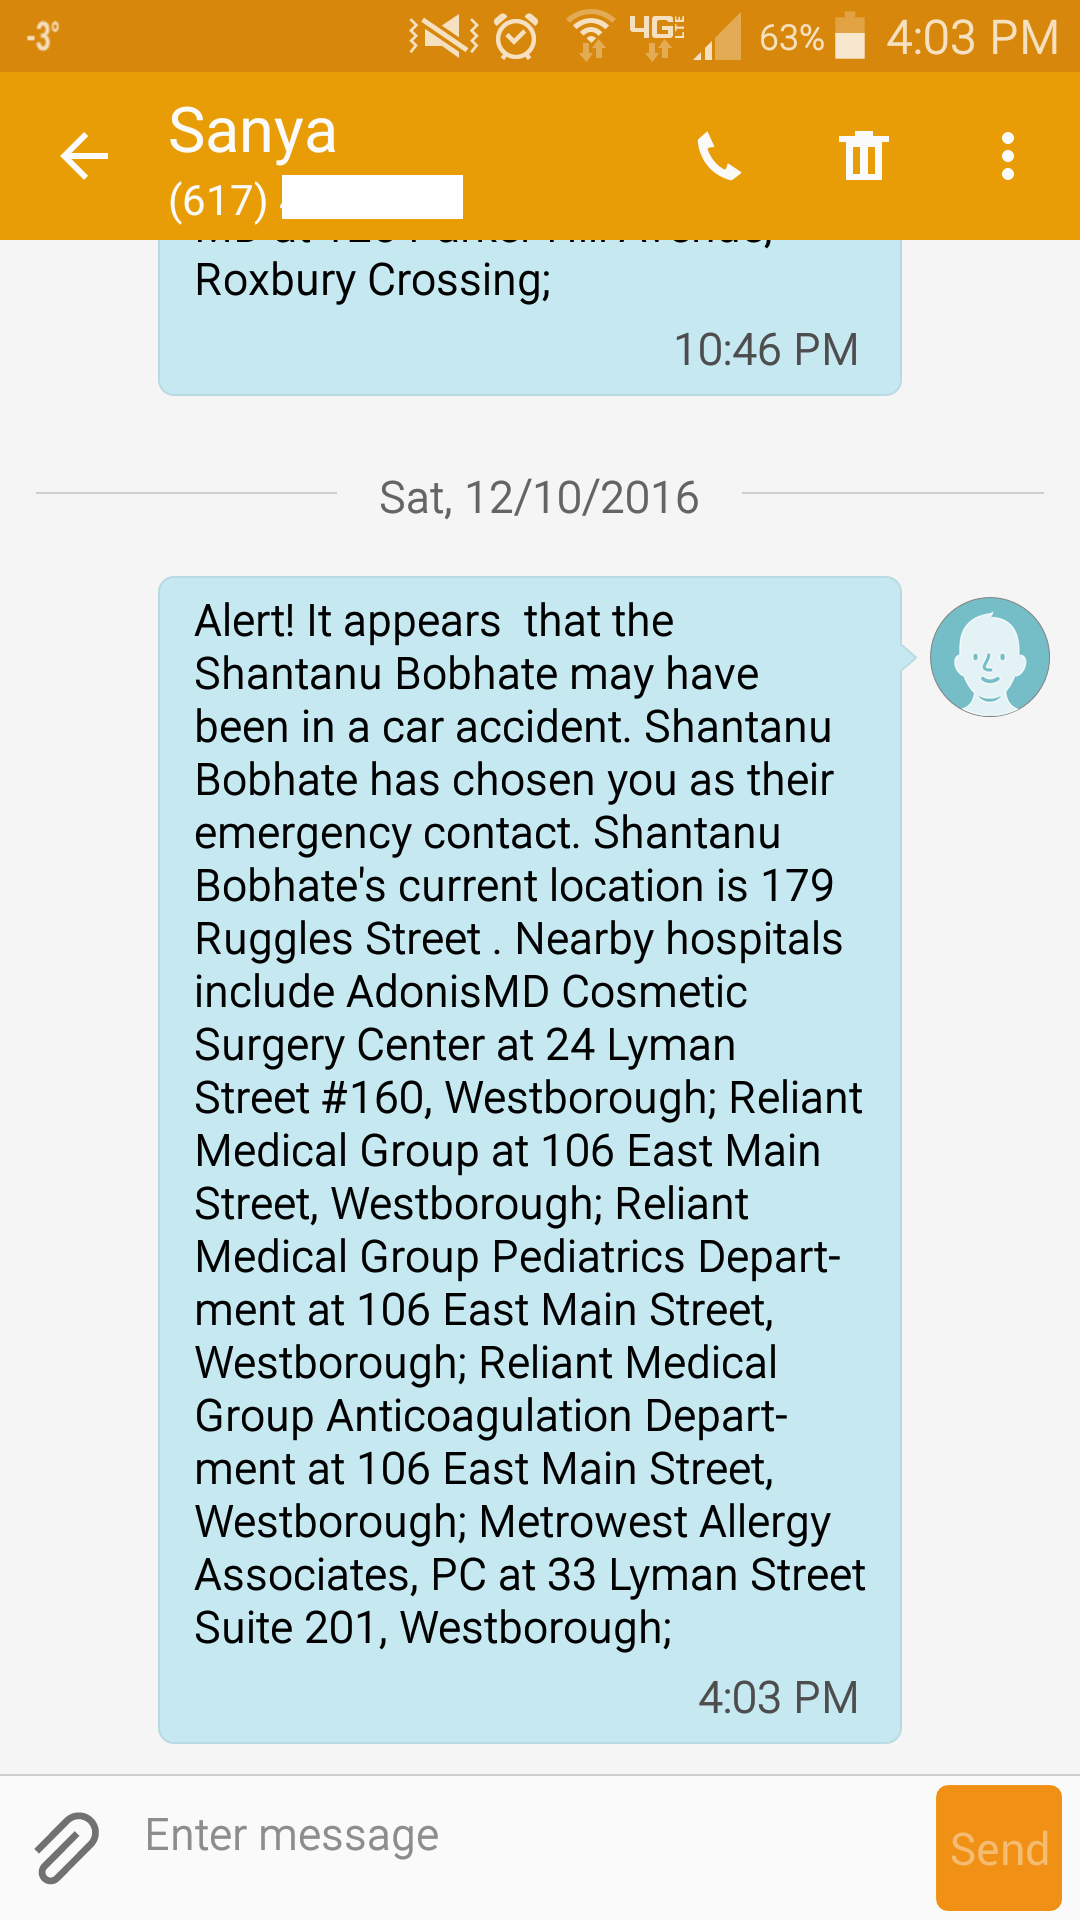 -3° 4G LTE 63% 4:03 PM
Sanya
(617)
Roxbury Crossing;
10:46 PM
Sat, 12/10/2016
Alert! It appears  that the
Shantanu Bobhate may have
been in a car accident. Shantanu
Bobhate has chosen you as their
emergency contact. Shantanu
Bobhate's current location is 179
Ruggles Street . Nearby hospitals
include AdonisMD Cosmetic
Surgery Center at 24 Lyman
Street #160, Westborough; Reliant
Medical Group at 106 East Main
Street, Westborough; Reliant
Medical Group Pediatrics Depart-
ment at 106 East Main Street,
Westborough; Reliant Medical
Group Anticoagulation Depart-
ment at 106 East Main Street,
Westborough; Metrowest Allergy
Associates, PC at 33 Lyman Street
Suite 201, Westborough;
4:03 PM
Enter message
Send